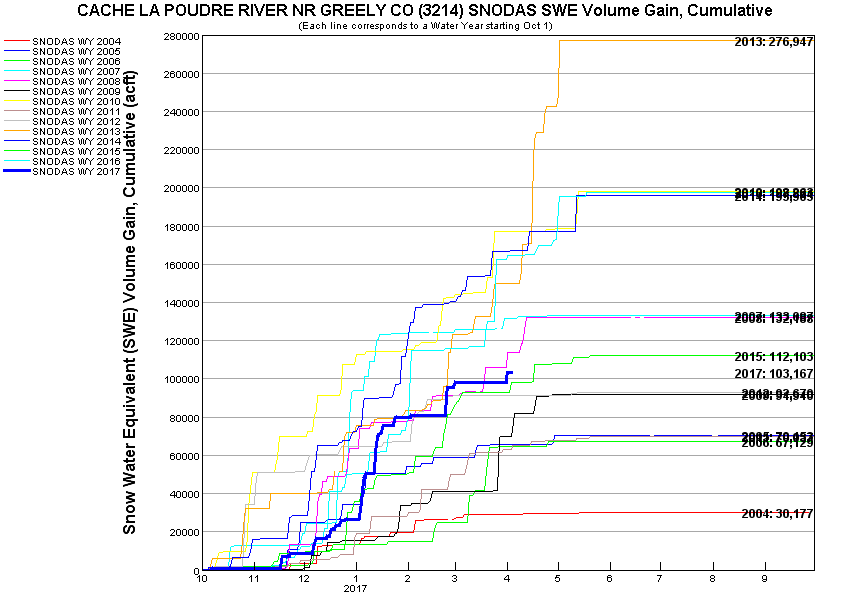 CACHE LA POUDRE RIVER NR GREELY CO (3214) SNODAS SWE Volume Gain, Cumulative
(Each line corresponds to a Water Year starting Oct 1)
SNODAS WY 2004
SNODAS WY 2005
SNODAS WY 2006
SNODAS WY 2007
SNODAS WY 2008
SNODAS WY 2009
SNODAS WY 2010
SNODAS WY 2011
SNODAS WY 2012
SNODAS WY 2013
SNODAS WY 2014
SNODAS WY 2015
SNODAS WY 2016
SNODAS WY 2017
Snow Water Equivalent (SWE) Volume Gain, Cumulative (acft)
280000
260000
240000
220000
200000
180000
160000
140000
120000
100000
80000
60000
40000
20000
0
2013: 276,947
2014: 195,965
2015: 112,103
2017: 103,167
2006: 67,129
2004: 30,177
10 11 12 1 2 3 4 5 6 7 8 9
2017